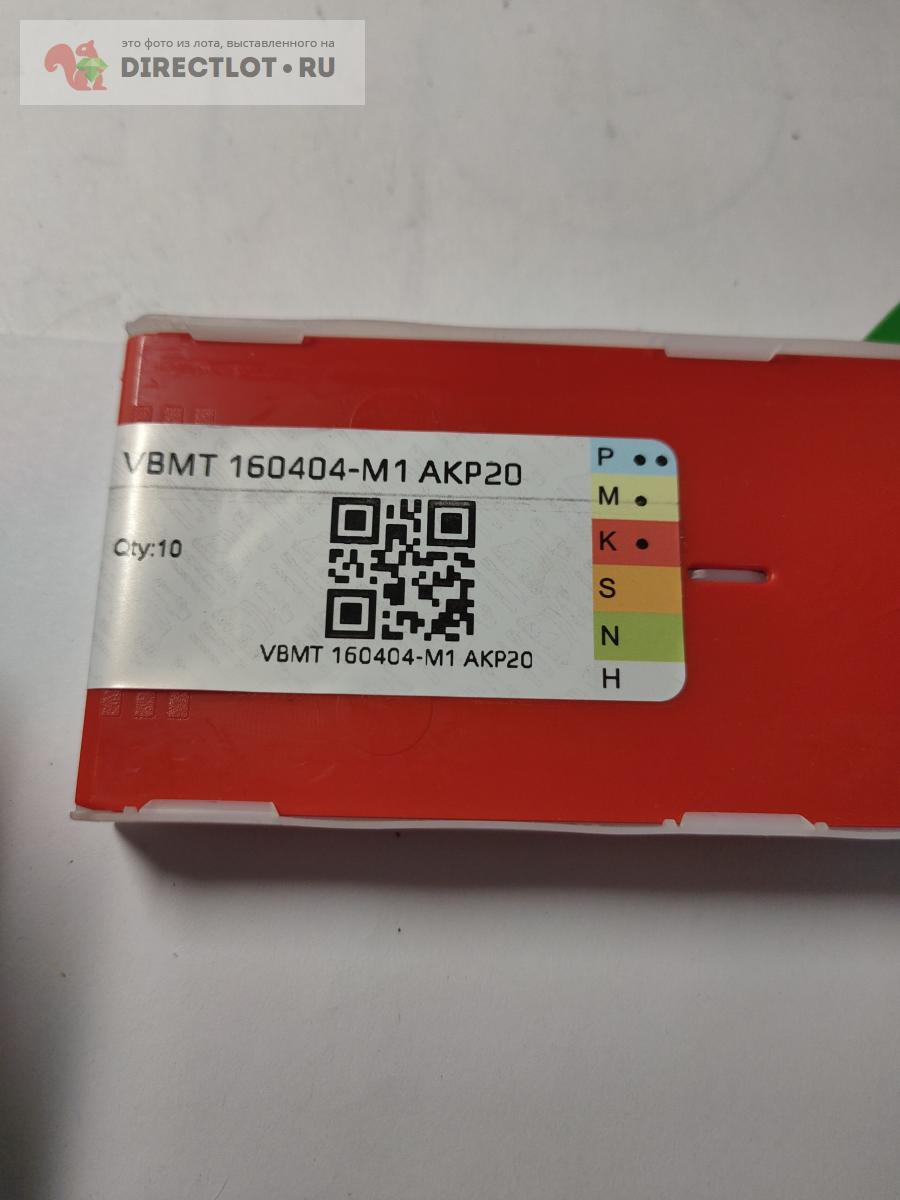 это фото из лота, выставленного на
DIRECTLOT•RU
VBMT 160404-M1 AKP20
Qty:10
VBMT 160404-M1 AKP20
P ●●
M ●
K ●
S
N
H